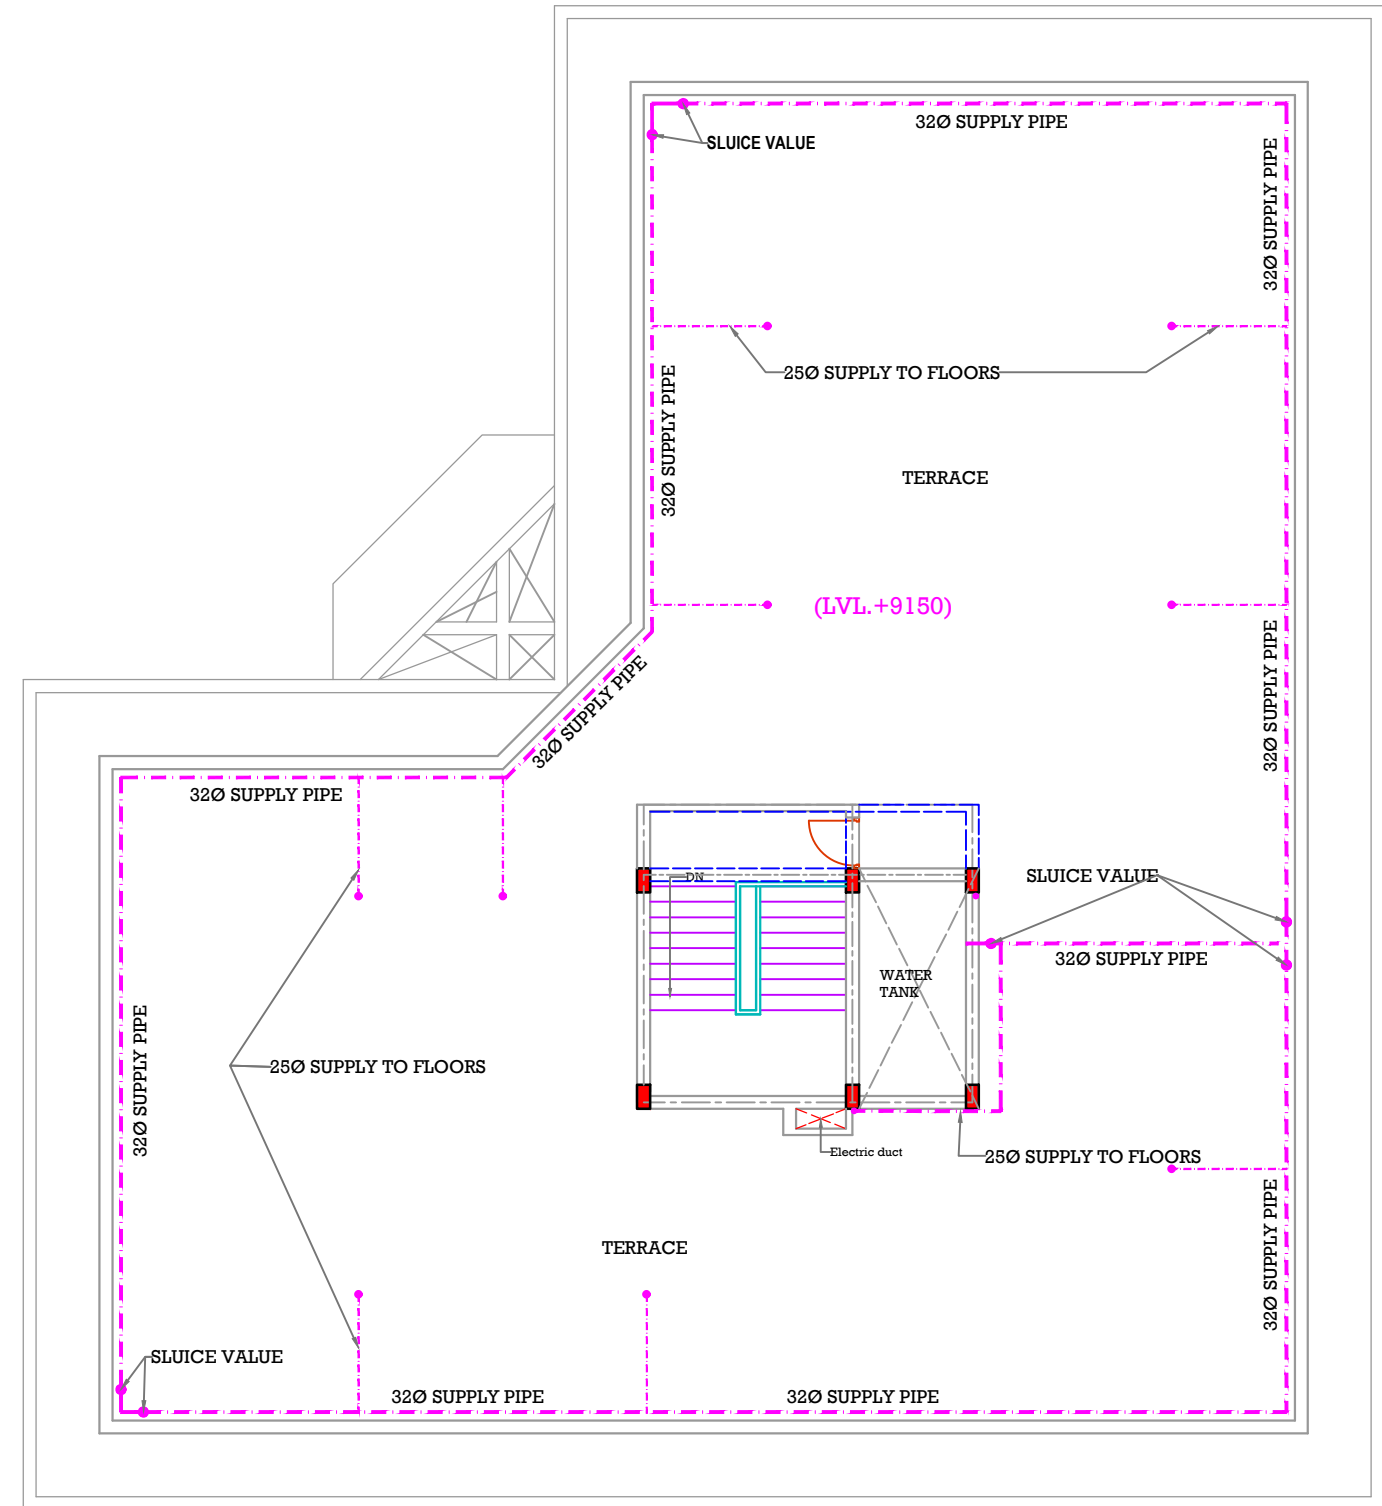 32Ø SUPPLY PIPE
SLUICE VALUE
32Ø SUPPLY PIPE
25Ø SUPPLY TO FLOORS
32Ø SUPPLY PIPE
TERRACE
(LVL.+9150)
32Ø SUPPLY PIPE
32Ø SUPPLY PIPE
32Ø SUPPLY PIPE
DN
SLUICE VALUE
32Ø SUPPLY PIPE
WATER
TANK
32Ø SUPPLY PIPE
25Ø SUPPLY TO FLOORS
Electric duct
25Ø SUPPLY TO FLOORS
TERRACE
32Ø SUPPLY PIPE
SLUICE VALUE
32Ø SUPPLY PIPE
32Ø SUPPLY PIPE